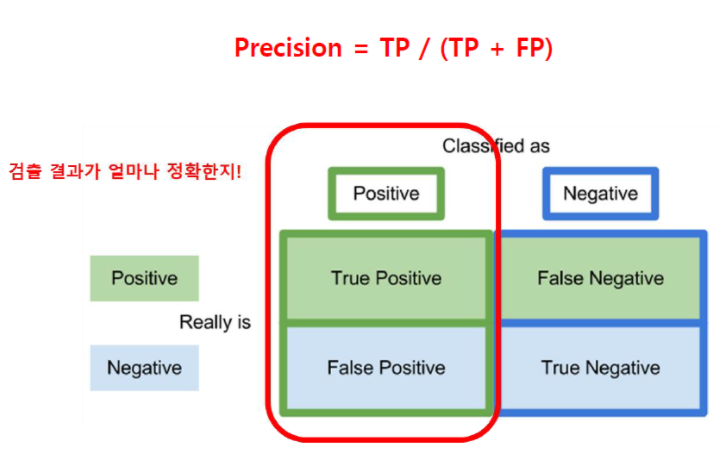 Precision = TP / (TP + FP)
Classified as
검출 결과가 얼마나 정확한지!
Positive
Negative
Positive
True Positive
False Negative
Really is
Negative
False Positive
True Negative